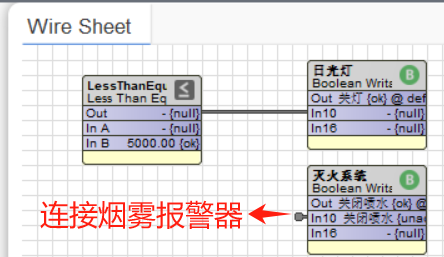 Wire Sheet
LessThanEqu
Less Than Equ
Out - {null}
In A - {null}
In B 5000.00 {ok}
日光灯
Boolean Writa
B
Out 关灯 {ok} @ def
In10 - {null}
In16 - {null}
灭火系统
Boolean Writa
B
Out 关闭喷水 {ok} @
In10 关闭喷水 {unac
In16 - {null}
连接烟雾报警器